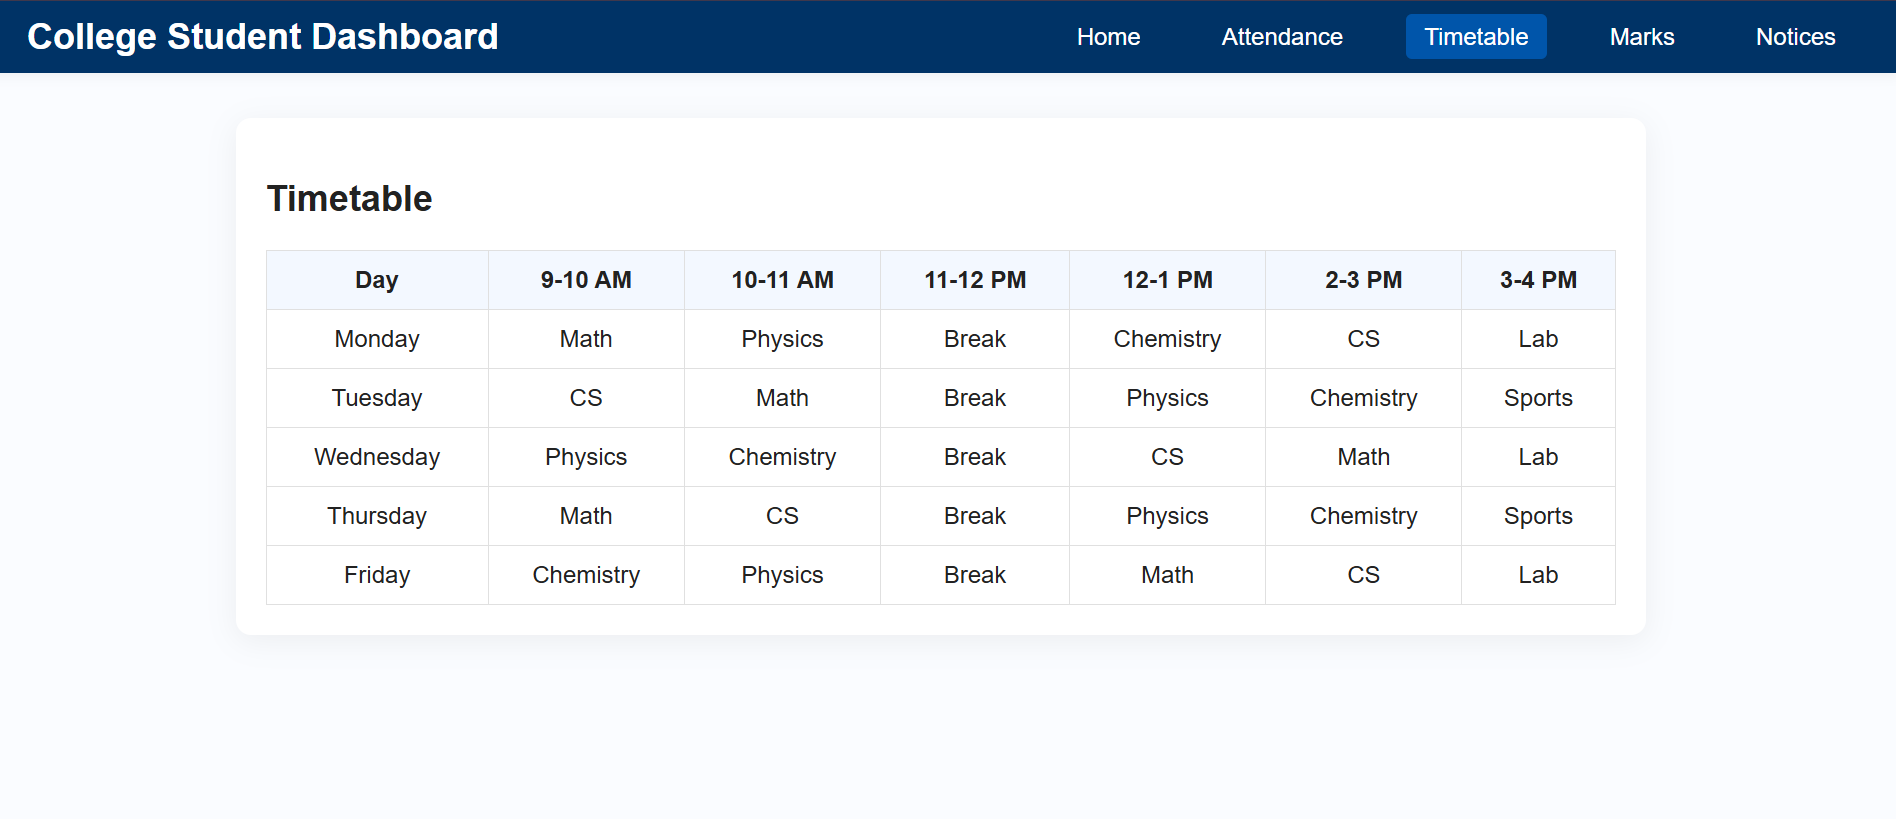 College Student Dashboard Home Attendance Timetable Marks Notices
Timetable
Day 9-10 AM 10-11 AM 11-12 PM 12-1 PM 2-3 PM 3-4 PM
Monday Math Physics Break Chemistry CS Lab
Tuesday CS Math Break Physics Chemistry Sports
Wednesday Physics Chemistry Break CS Math Lab
Thursday Math CS Break Physics Chemistry Sports
Friday Chemistry Physics Break Math CS Lab